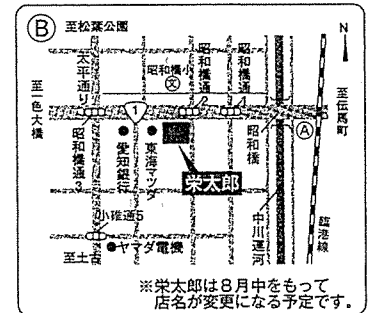 Ⓑ 至松葉公園
N
太平通り
昭和橋小
文
昭和橋通
昭和橋通
至一色大橋
1
至伝馬町
Ⓐ
昭和橋
昭和橋通3
愛知銀行
東海マツダ
栄太郎
中川運河
臨港線
小碓通5
ヤマダ電機
至土
※栄太郎は8月中をもって
店名が変更になる予定です。